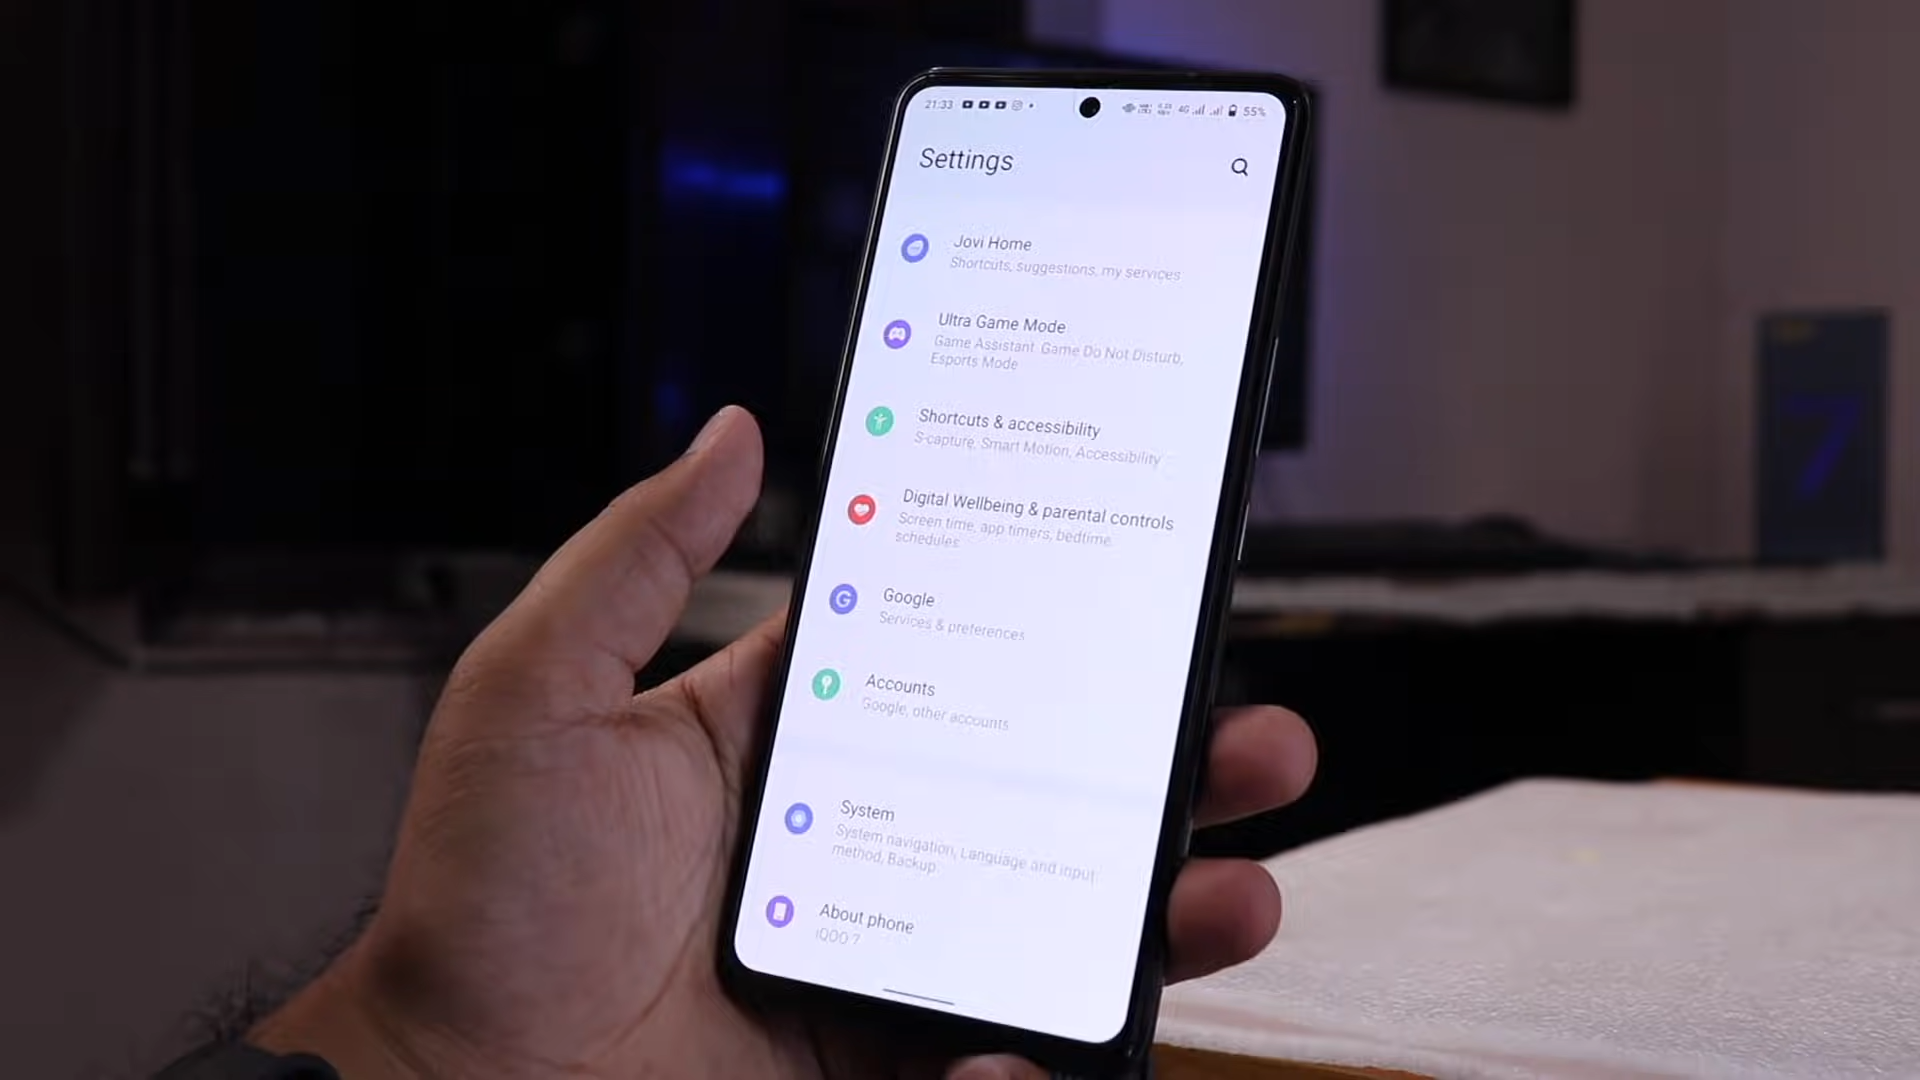 21:33
4G 55%
Settings
Jovi Home
Shortcuts, suggestions, my services
Ultra Game Mode
Game Assistant, Game Do Not Disturb,
Esports Mode
Shortcuts & accessibility
S-capture, Smart Motion, Accessibility
Digital Wellbeing & parental controls
Screen time, app timers, bedtime
schedules
G
Google
Services & preferences
Accounts
Google, other accounts
System
System navigation, Language and input
method, Backup
About phone
iQOO 7
7